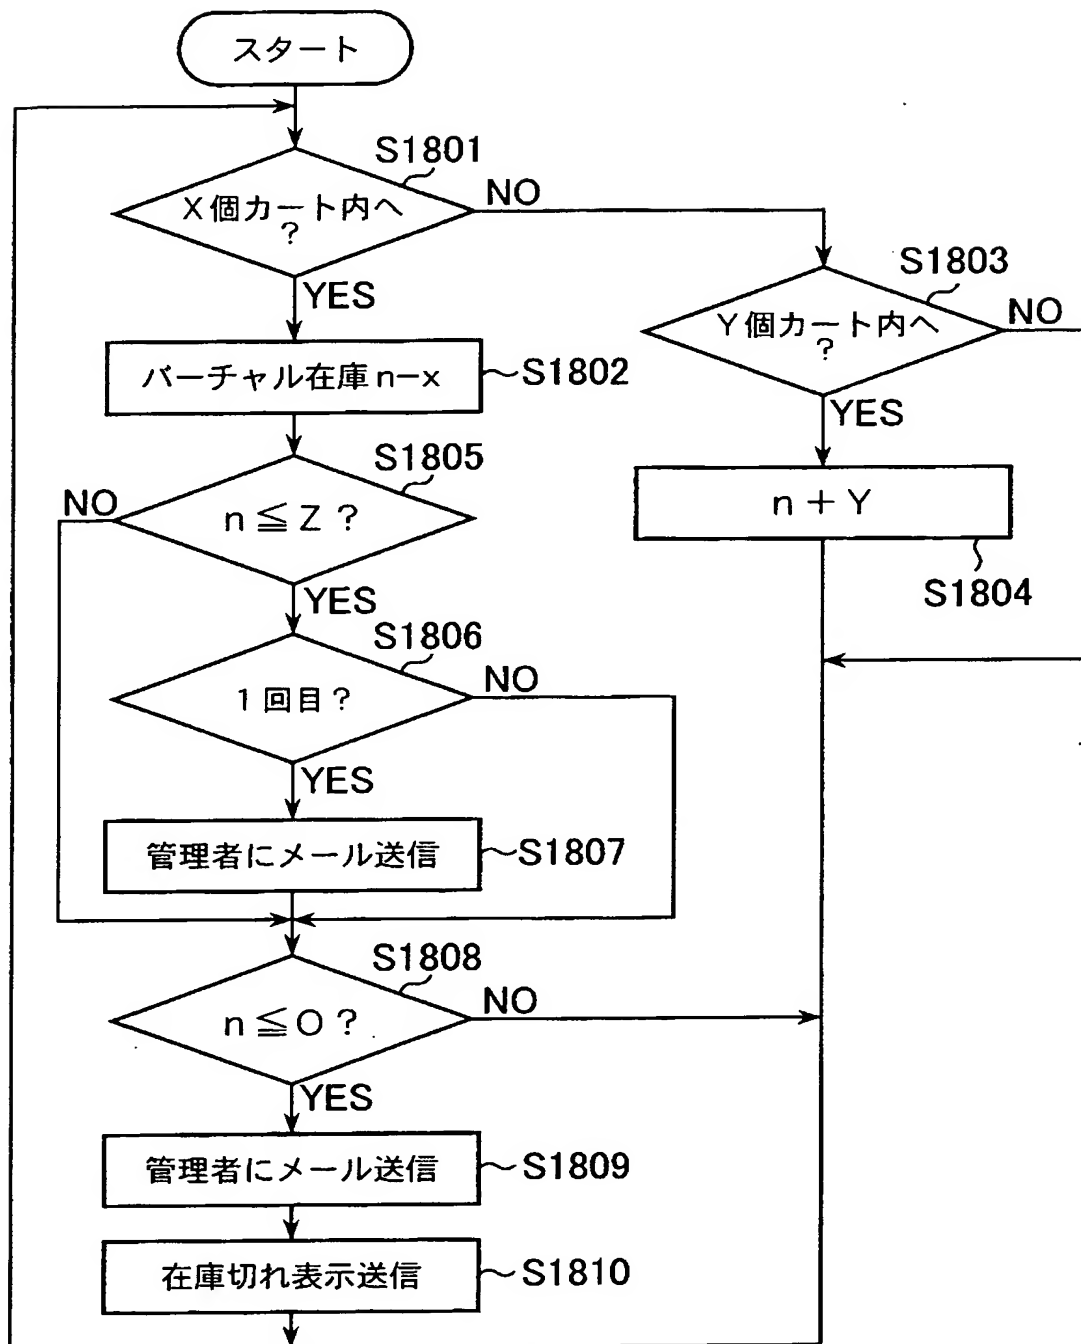 スタート
S1801
X個カート内へ
?
NO
YES
S1803
Y個カート内へ
?
NO
YES
バーチャル在庫n-x
S1802
n+Y
S1804
S1805
n≦Z?
NO
YES
S1806
1回目?
NO
YES
管理者にメール送信
S1807
S1808
n≦O?
NO
YES
管理者にメール送信
S1809
在庫切れ表示送信
S1810